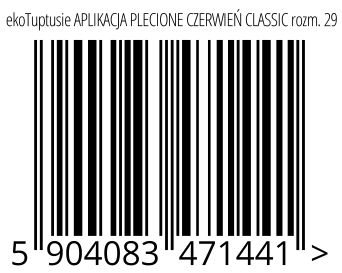 ekoTuptusie APLIKACJA PLECIONE CZERWIEŃ CLASSIC rozm. 29
5 904083 471441 >